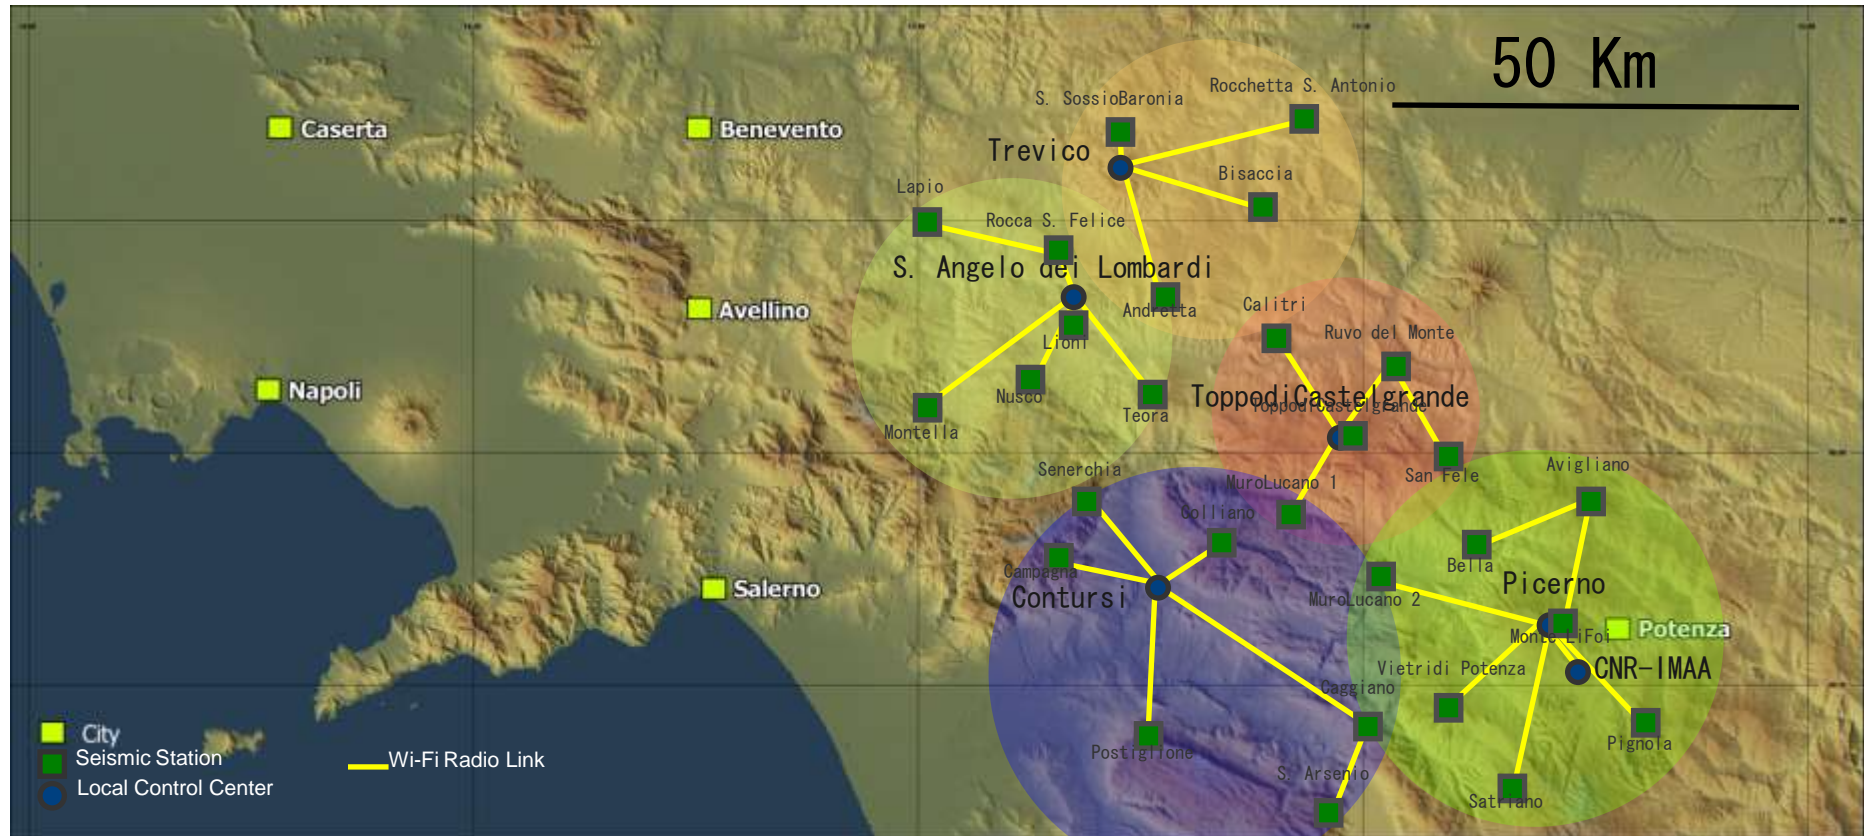 50 Km
Rocchetta S. Antonio
S. SossioBaronia
Caserta
Benevento
Trevico
Bisaccia
Lapio
Rocca S. Felice
S. Angelo dei Lombardi
Andretta
Calitri
Avellino
Ruvo del Monte
Lioni
Napoli
Nusco
Teora
ToppodiCastelgrande
ToppodiCastelgrande
Montella
Senerchia
Avigliano
San Fele
MuroLucano 1
Colliano
Bella
Campagna
Picerno
Salerno
Contursi
MuroLucano 2
Potenza
Monte LiFoi
Vietridi Potenza
CNR-IMAA
Caggiano
City
Pignola
Postiglione
Seismic Station
Wi-Fi Radio Link
S. Arsenio
Local Control Center
Satriano